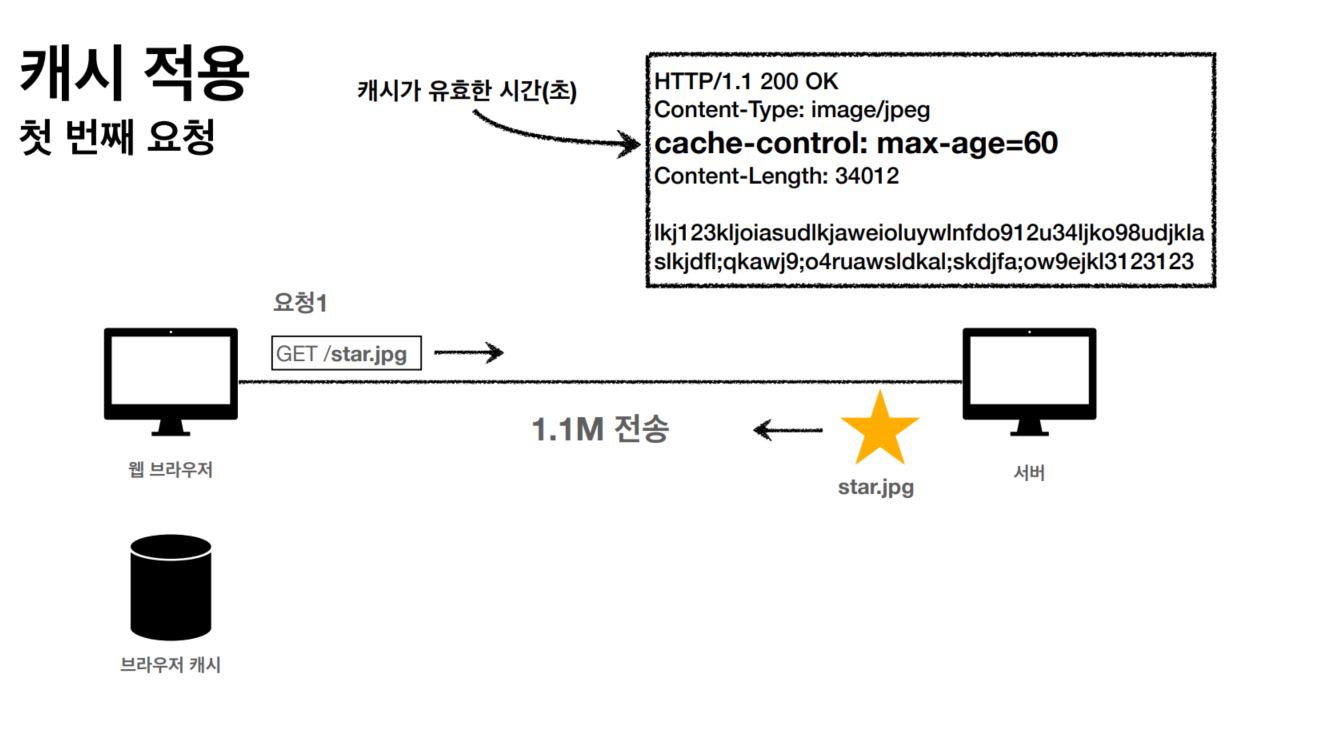 캐시 적용
첫 번째 요청
캐시가 유효한 시간(초)
HTTP/1.1 200 OK
Content-Type: image/jpeg
cache-control: max-age=60
Content-Length: 34012
lkj123kljoiasudlkjaweioluywlnfdo912u34ljko98udjkla
slkjdfl;qkawj9;o4ruawsldkal;skdjfa;ow9ejkl3123123
요청1
GET /star.jpg
1.1M 전송
star.jpg
웹 브라우저
서버
브라우저 캐시